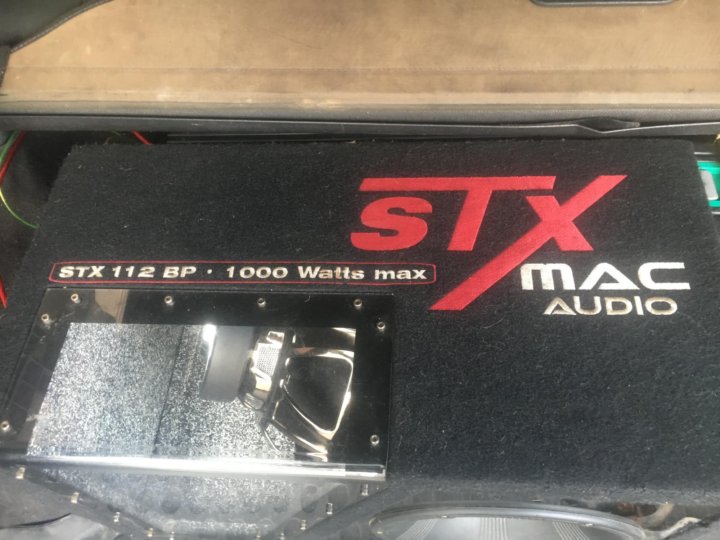 STX
MAC
AUDIO
STX 112 BP · 1000 Watts max